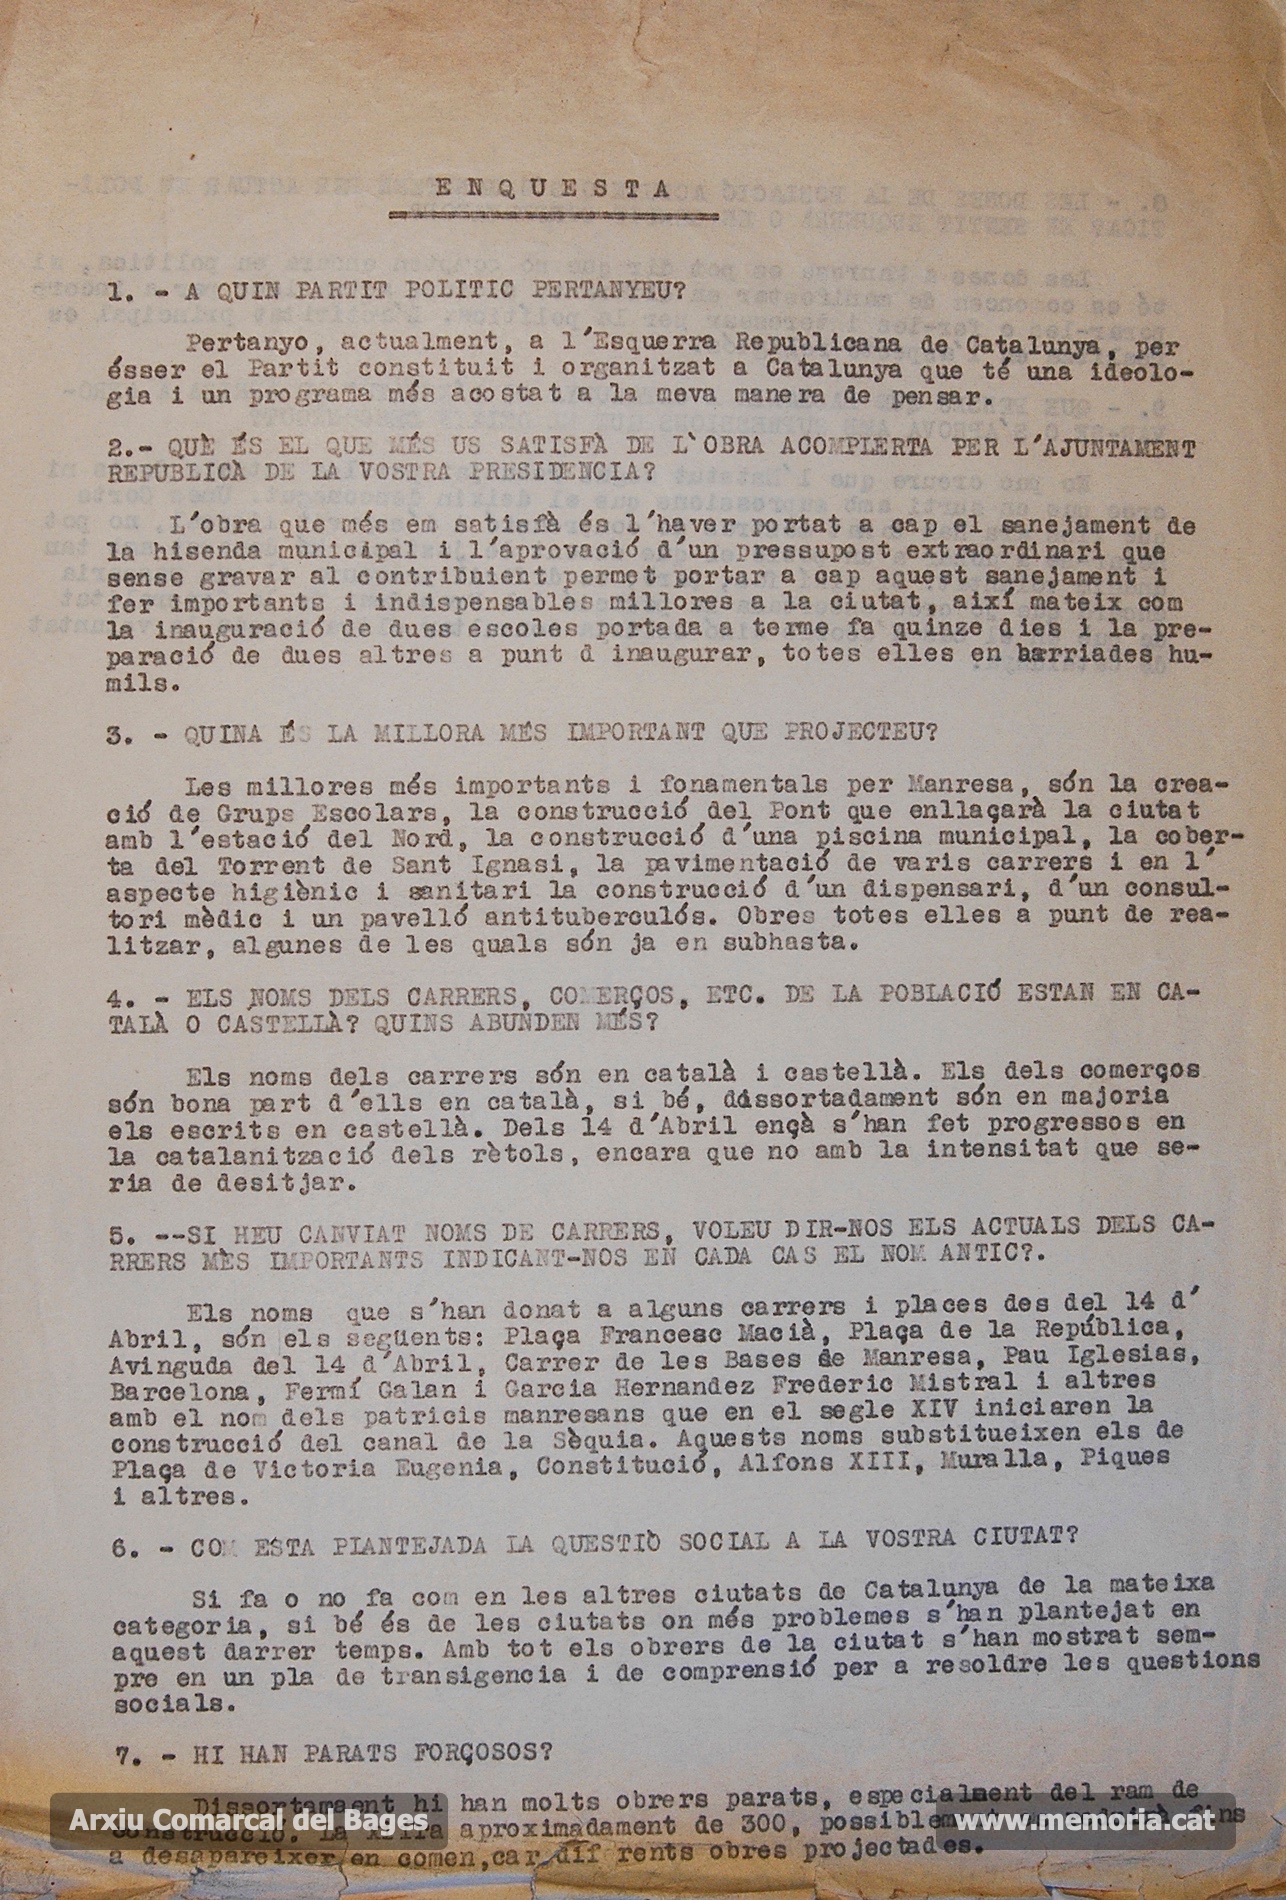 E N Q U E S T A
1. - A QUIN PARTIT POLITIC PERTANYEU?
Pertanyo, actualment, a l'Esquerra Republicana de Catalunya, per
ésser el Partit constituit i organitzat a Catalunya que té una ideolo-
gia i un programa més acostat a la meva manera de pensar.
2.- QUÈ ÉS EL QUE MÉS US SATISFÀ DE L`OBRA ACOMPLERTA PER L'AJUNTAMENT
REPUBLICÀ DE LA VOSTRA PRESIDENCIA?
L'obra que més em satisfà és l'haver portat a cap el sanejament de
la hisenda municipal i l'aprovació d'un pressupost extraordinari que
sense gravar al contribuient permet portar a cap aquest sanejament i
fer importants i indispensables millores a la ciutat, així mateix com
la inauguració de dues escoles portada a terme fa quinze dies i la pre-
paració de dues altres a punt d inaugurar, totes elles en barriades hu-
mils.
3. - QUINA ÉS LA MILLORA MÉS IMPORTANT QUE PROJECTEU?
Les millores més importants i fonamentals per Manresa, són la crea-
ció de Grups Escolars, la construcció del Pont que enllaçarà la ciutat
amb l'estació del Nord, la construcció d'una piscina municipal, la cober-
ta del Torrent de Sant Ignasi, la pavimentació de varis carrers i en l'
aspecte higiènic i sanitari la construcció d'un dispensari, d'un consul-
tori mèdic i un pavelló antituberculós. Obres totes elles a punt de rea-
litzar, algunes de les quals són ja en subhasta.
4. - ELS NOMS DELS CARRERS, COMERÇOS, ETC. DE LA POBLACIÓ ESTAN EN CA-
TALÀ O CASTELLÀ? QUINS ABUNDEN MÉS?
Els noms dels carrers són en català i castellà. Els dels comerços
són bona part d'ells en català, si bé, dissortadament són en majoria
els escrits en castellà. Dels 14 d'Abril ençà s'han fet progressos en
la catalanització dels rètols, encara que no amb la intensitat que se-
ria de desitjar.
5. --SI HEU CANVIAT NOMS DE CARRERS, VOLEU DIR-NOS ELS ACTUALS DELS CA-
RRERS MÈS IMPORTANTS INDICANT-NOS EN CADA CAS EL NOM ANTIC?.
Els noms que s'han donat a alguns carrers i places des del 14 d'
Abril, són els següents: Plaça Francesc Macià, Plaça de la República,
Avinguda del 14 d'Abril, Carrer de les Bases de Manresa, Pau Iglesias,
Barcelona, Fermí Galan i Garcia Hernandez Frederic Mistral i altres
amb el nom dels patricis manresans que en el segle XIV iniciaren la
construcció del canal de la Sèquia. Aquests noms substitueixen els de
Plaça de Victoria Eugenia, Constitució, Alfons XIII, Muralla, Piques
i altres.
6. - COM ESTA PLANTEJADA LA QUESTIÒ SOCIAL A LA VOSTRA CIUTAT?
Si fa o no fa com en les altres ciutats de Catalunya de la mateixa
categoria, si bé és de les ciutats on més problemes s'han plantejat en
aquest darrer temps. Amb tot els obrers de la ciutat s'han mostrat sem-
pre en un pla de transigencia i de comprensió per a resoldre les questions
socials.
7. - HI HAN PARATS FORÇOSOS?
Dissortamaent hi han molts obrers parats, especialment del ram de
construcció. La xifra aproximadament de 300, fins
a desapareixer en comen,car dif rents obres projectades.
Arxiu Comarcal del Bages
www.memoria.cat